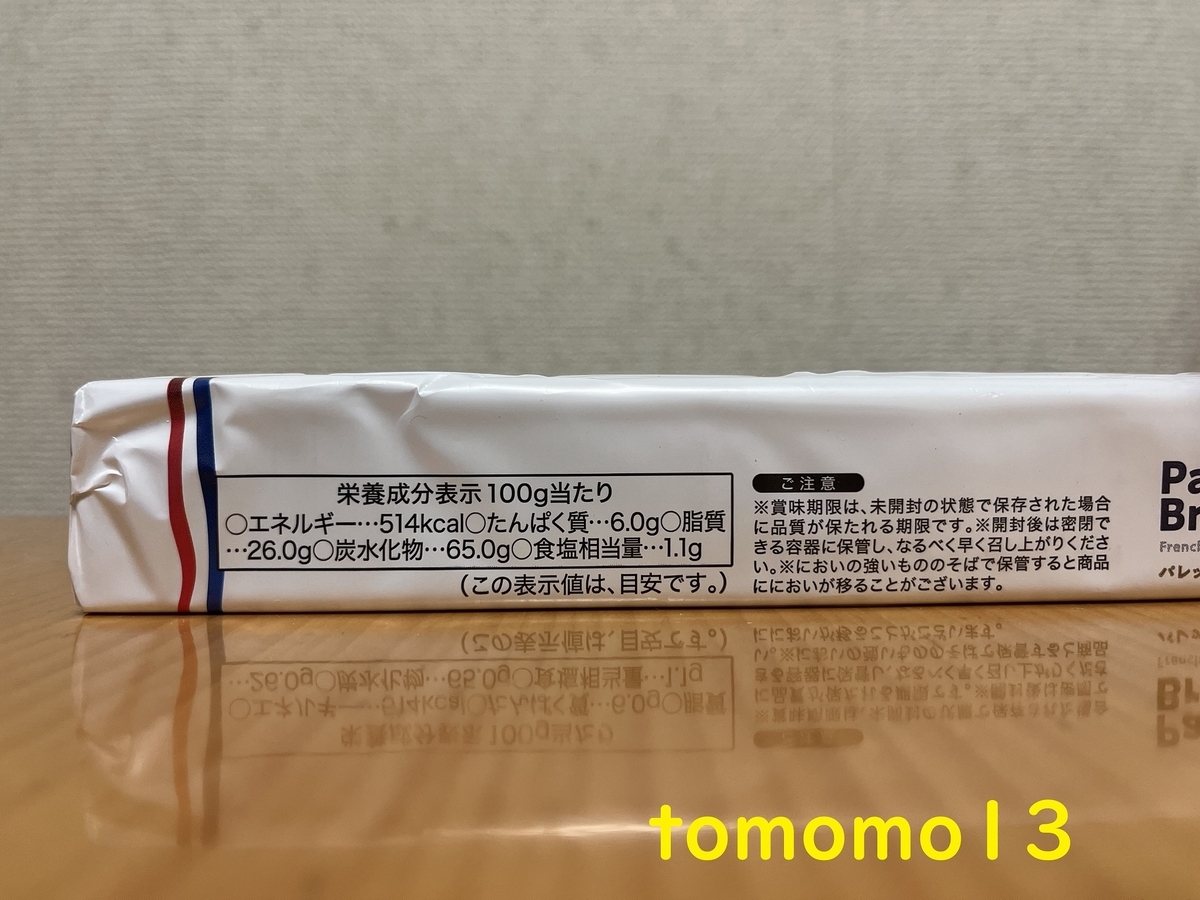 栄養成分表示100g当たり
○エネルギー…514kcal○たんぱく質…6.0g○脂質
…26.0g○炭水化物…65.0g○食塩相当量…1.1g
(この表示値は、目安です。)
ご注意
※賞味期限は、未開封の状態で保存された場合
に品質が保たれる期限です。※開封後は密閉で
きる容器に保管し、なるべく早く召し上がりくださ
い。※においの強いもののそばで保管すると商品
ににおいが移ることがございます。
Pa
Br
French
パレッ
tomomo13